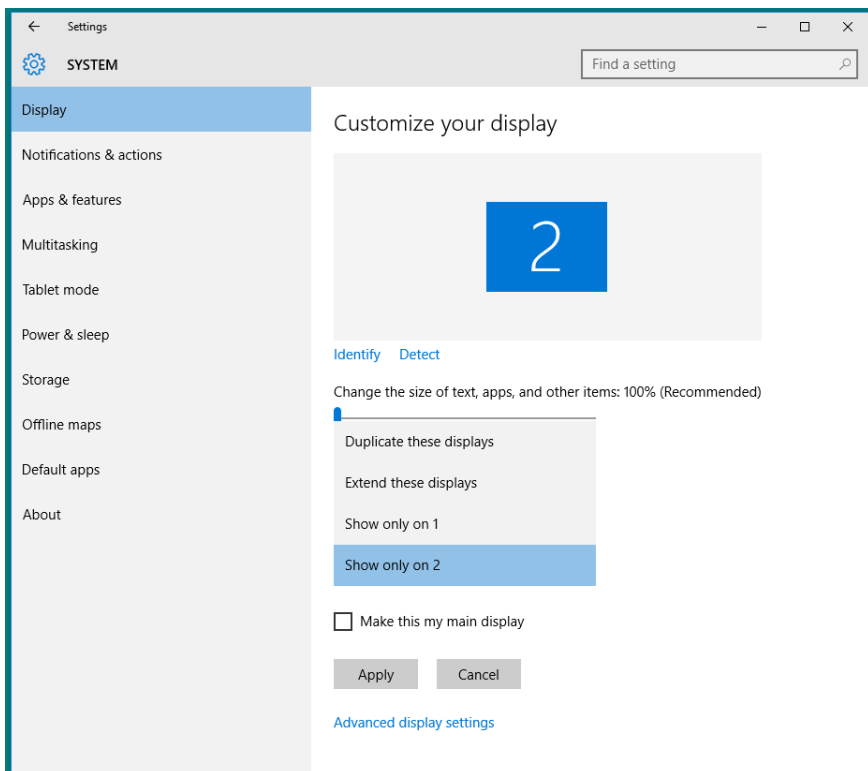 Settings
SYSTEM
Find a setting
Display
Notifications & actions
Apps & features
Multitasking
Tablet mode
Power & sleep
Storage
Offline maps
Default apps
About
Customize your display
2
Identify Detect
Change the size of text, apps, and other items: 100% (Recommended)
Duplicate these displays
Extend these displays
Show only on 1
Show only on 2
Make this my main display
Apply Cancel
Advanced display settings